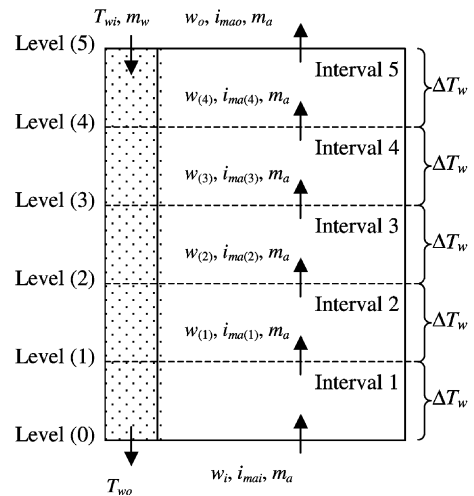 T_wi, m_w w_o, i_mao, m_a
Level (5)
Interval 5
w_(4), i_ma(4), m_a
ΔT_w
Level (4)
Interval 4
w_(3), i_ma(3), m_a
ΔT_w
Level (3)
Interval 3
w_(2), i_ma(2), m_a
ΔT_w
Level (2)
Interval 2
w_(1), i_ma(1), m_a
ΔT_w
Level (1)
Interval 1
ΔT_w
Level (0)
T_wo
w_i, i_mai, m_a